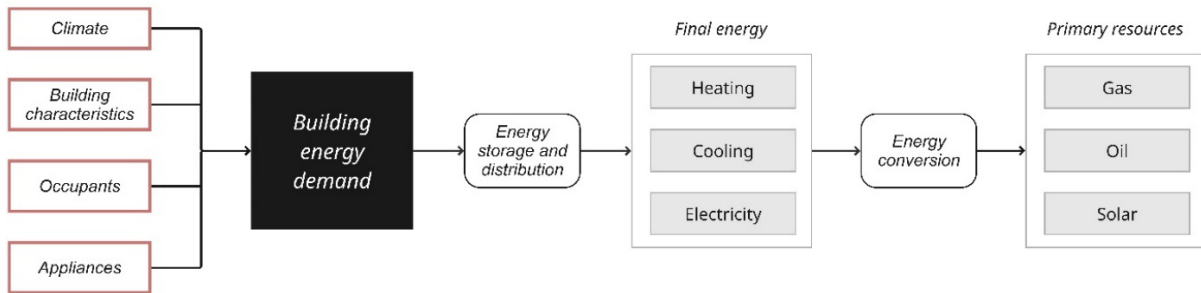 Climate
Building
characteristics
Occupants
Appliances
Building
energy
demand
Energy
storage and
distribution
Final energy
Heating
Cooling
Electricity
Energy
conversion
Primary resources
Gas
Oil
Solar